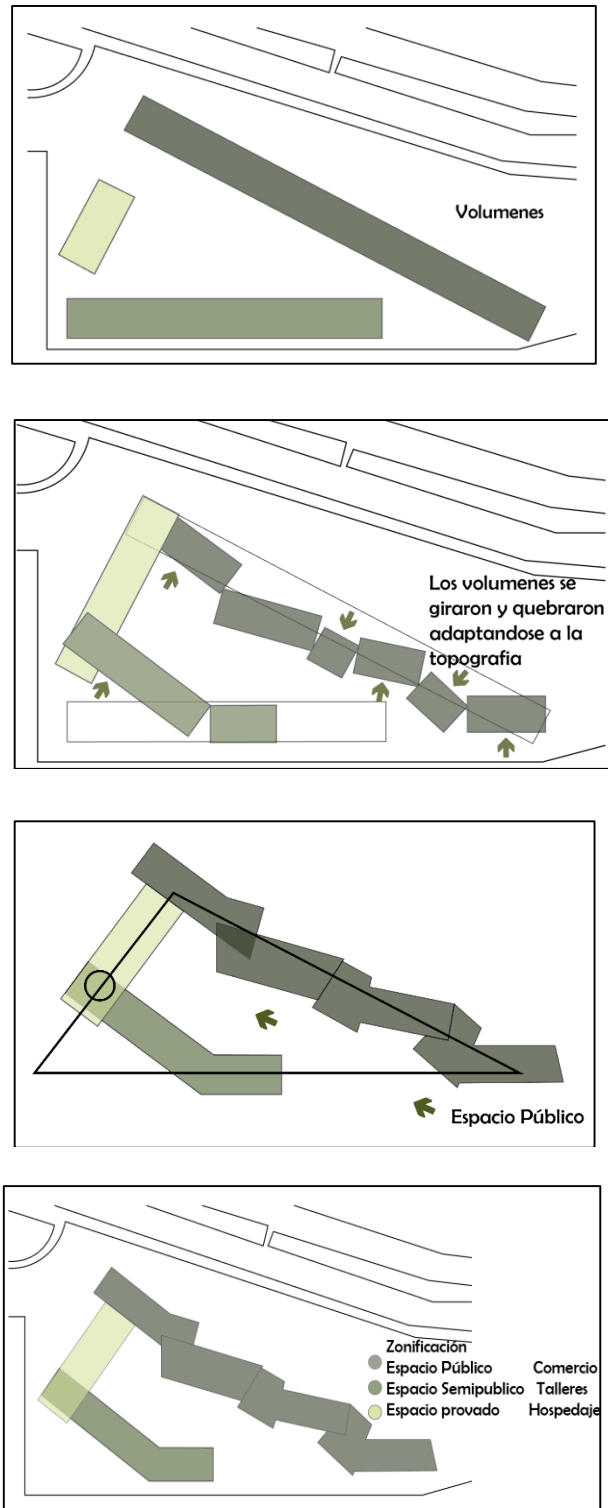 Volumenes
Los volumenes se
giraron y quebraron
adaptandose a la
topografia
Espacio Público
Zonificación
Espacio Público Comercio
Espacio Semipublico Talleres
Espacio provado Hospedaje